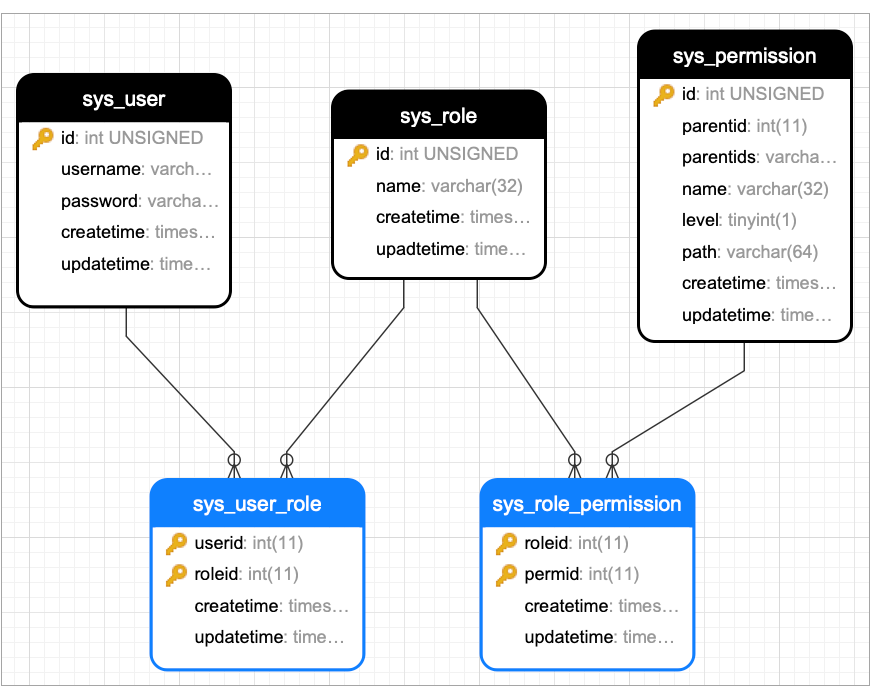 sys_user
id: int UNSIGNED
username: varch...
password: varcha...
createtime: times...
updatetime: time...
sys_role
id: int UNSIGNED
name: varchar(32)
createtime: times...
upadtetime: time...
sys_permission
id: int UNSIGNED
parentid: int(11)
parentids: varcha...
name: varchar(32)
level: tinyint(1)
path: varchar(64)
createtime: times...
updatetime: time...
sys_user_role
userid: int(11)
roleid: int(11)
createtime: times...
updatetime: time...
sys_role_permission
roleid: int(11)
permid: int(11)
createtime: times...
updatetime: time...